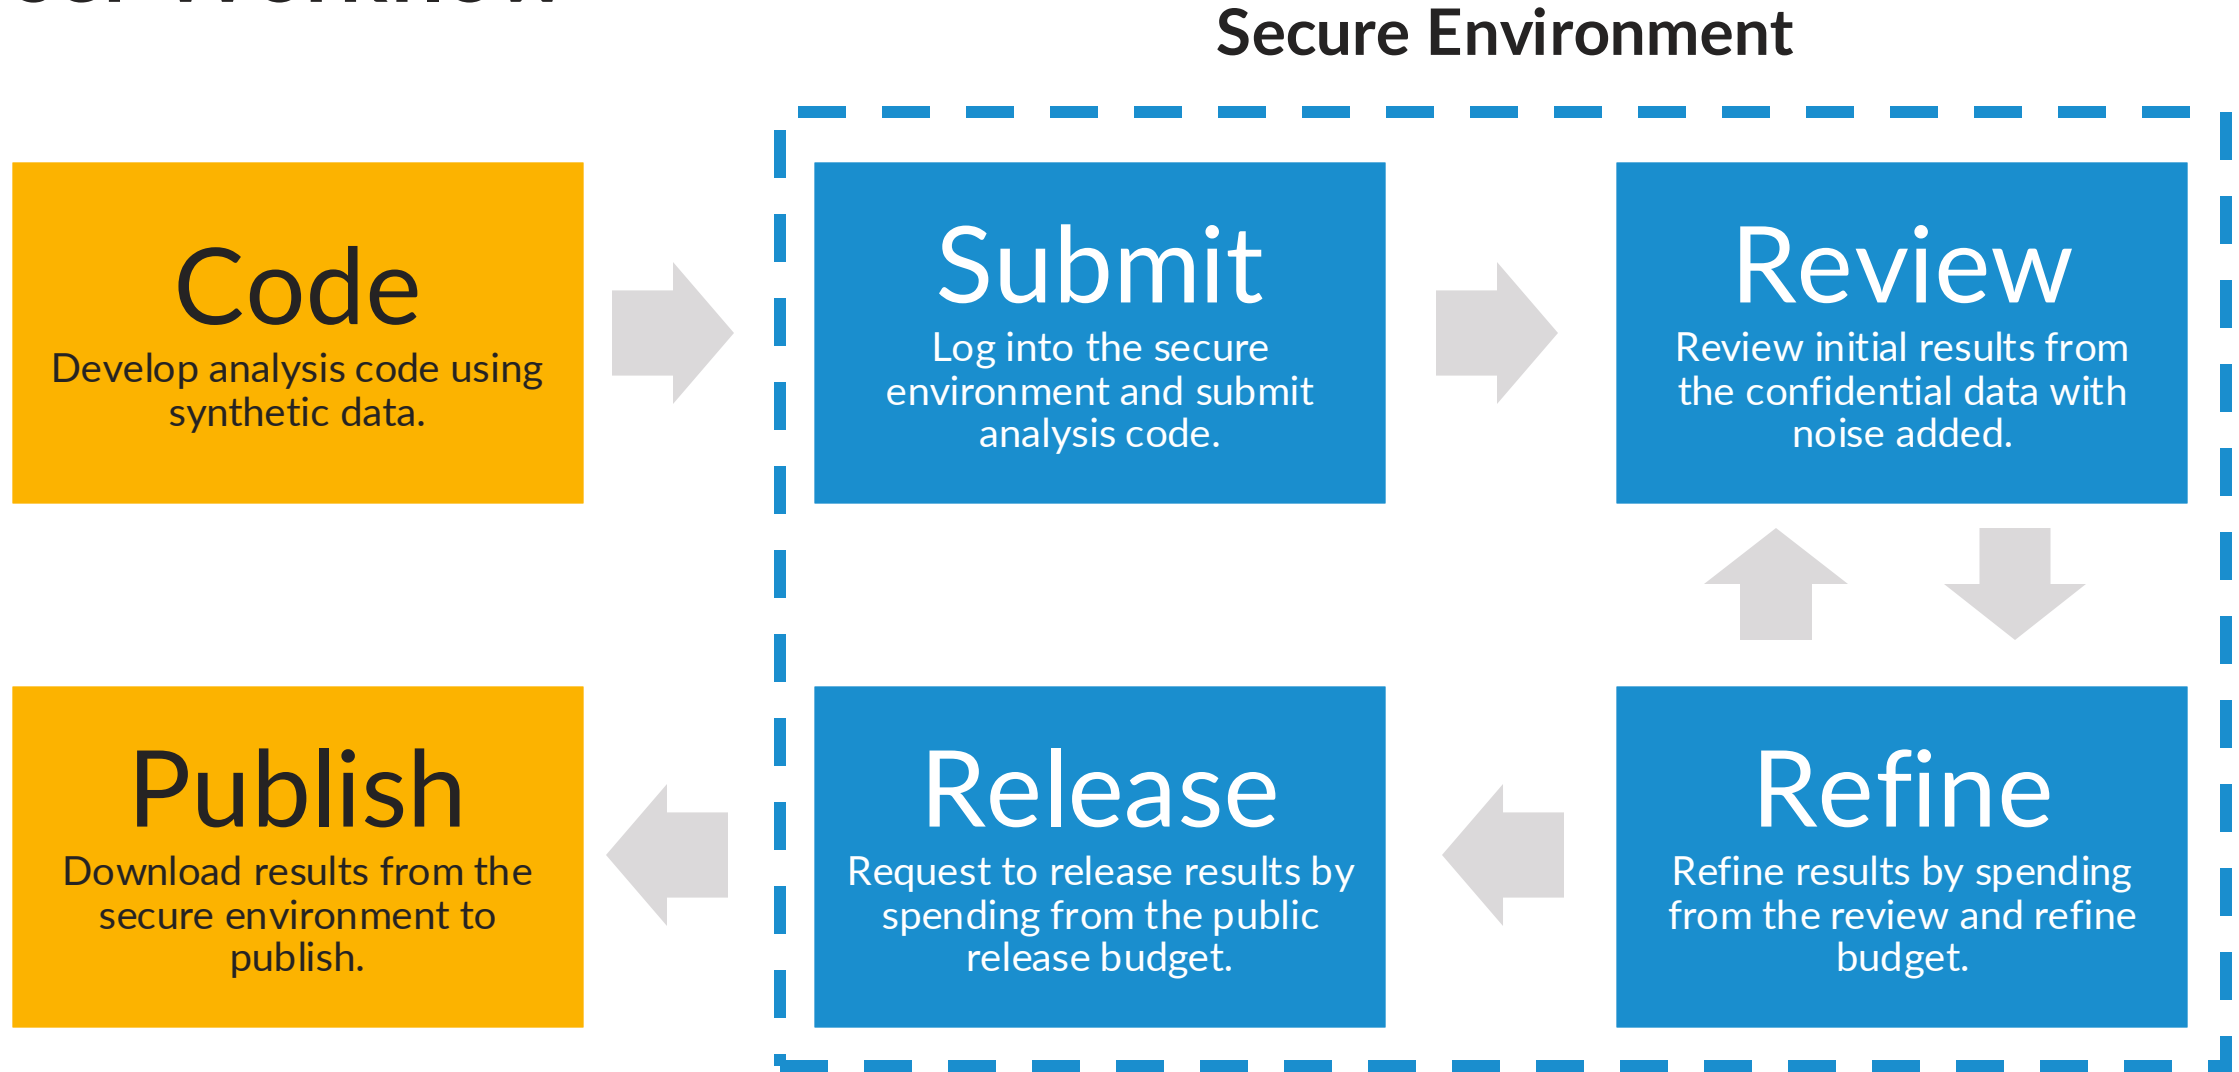 Secure Environment
Code
Develop analysis code using
synthetic data.
Submit
Log into the secure
environment and submit
analysis code.
Review
Review initial results from
the confidential data with
noise added.
Publish
Download results from the
secure environment to
publish.
Release
Request to release results by
spending from the public
release budget.
Refine
Refine results by spending
from the review and refine
budget.